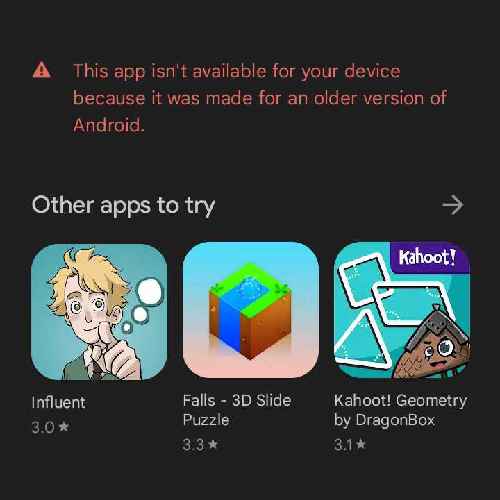 This app isn't available for your device
because it was made for an older version of
Android.
Other apps to try
Kahoot!
Influent
3.0 ★
Falls - 3D Slide
Puzzle
3.3 ★
Kahoot! Geometry
by DragonBox
3.1 ★